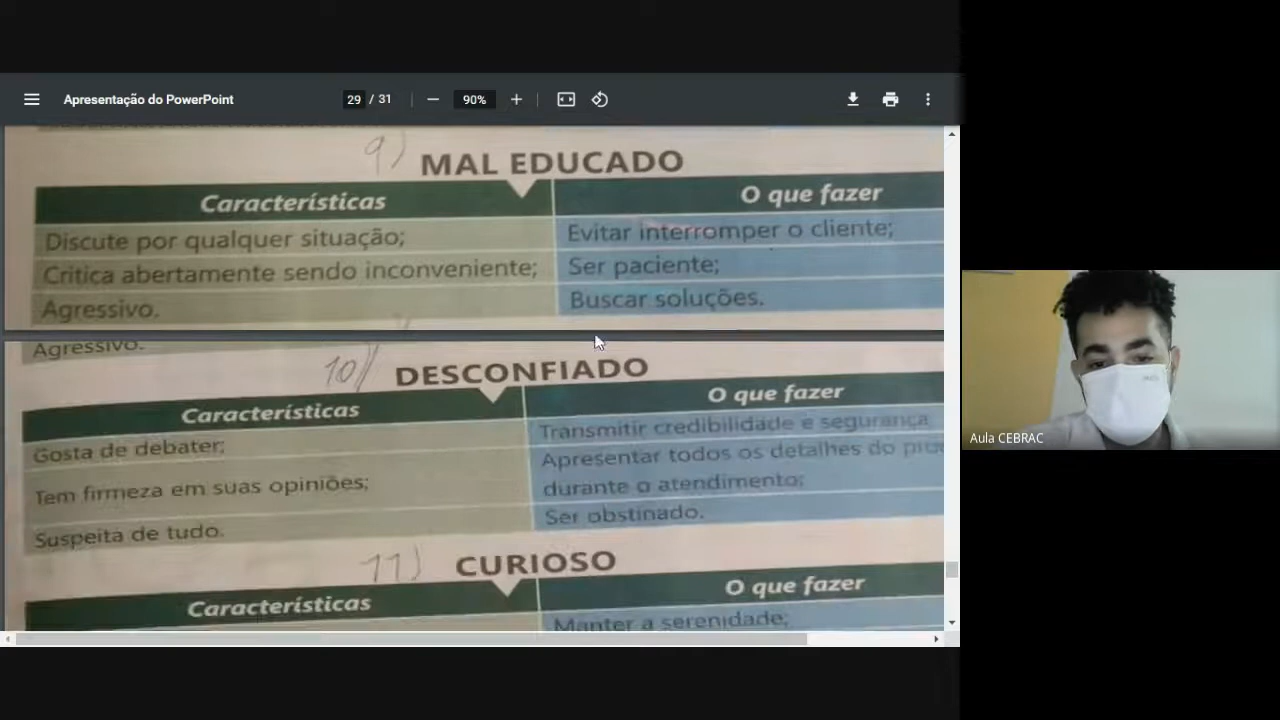 Apresentação do PowerPoint
29 / 31
90%
9) MAL EDUCADO
Características
O que fazer
Discute por qualquer situação;
Evitar interromper o cliente;
Critica abertamente sendo inconveniente;
Ser paciente;
Agressivo.
Buscar soluções.
Agressivo.
10) DESCONFIADO
Características
O que fazer
Gosta de debater;
Transmitir credibilidade e segurança
Tem firmeza em suas opiniões;
Apresentar todos os detalhes do
durante o atendimento;
Suspeita de tudo.
Ser obstinado.
11) CURIOSO
Características
O que fazer
Manter a serenidade;
Aula CEBRAC